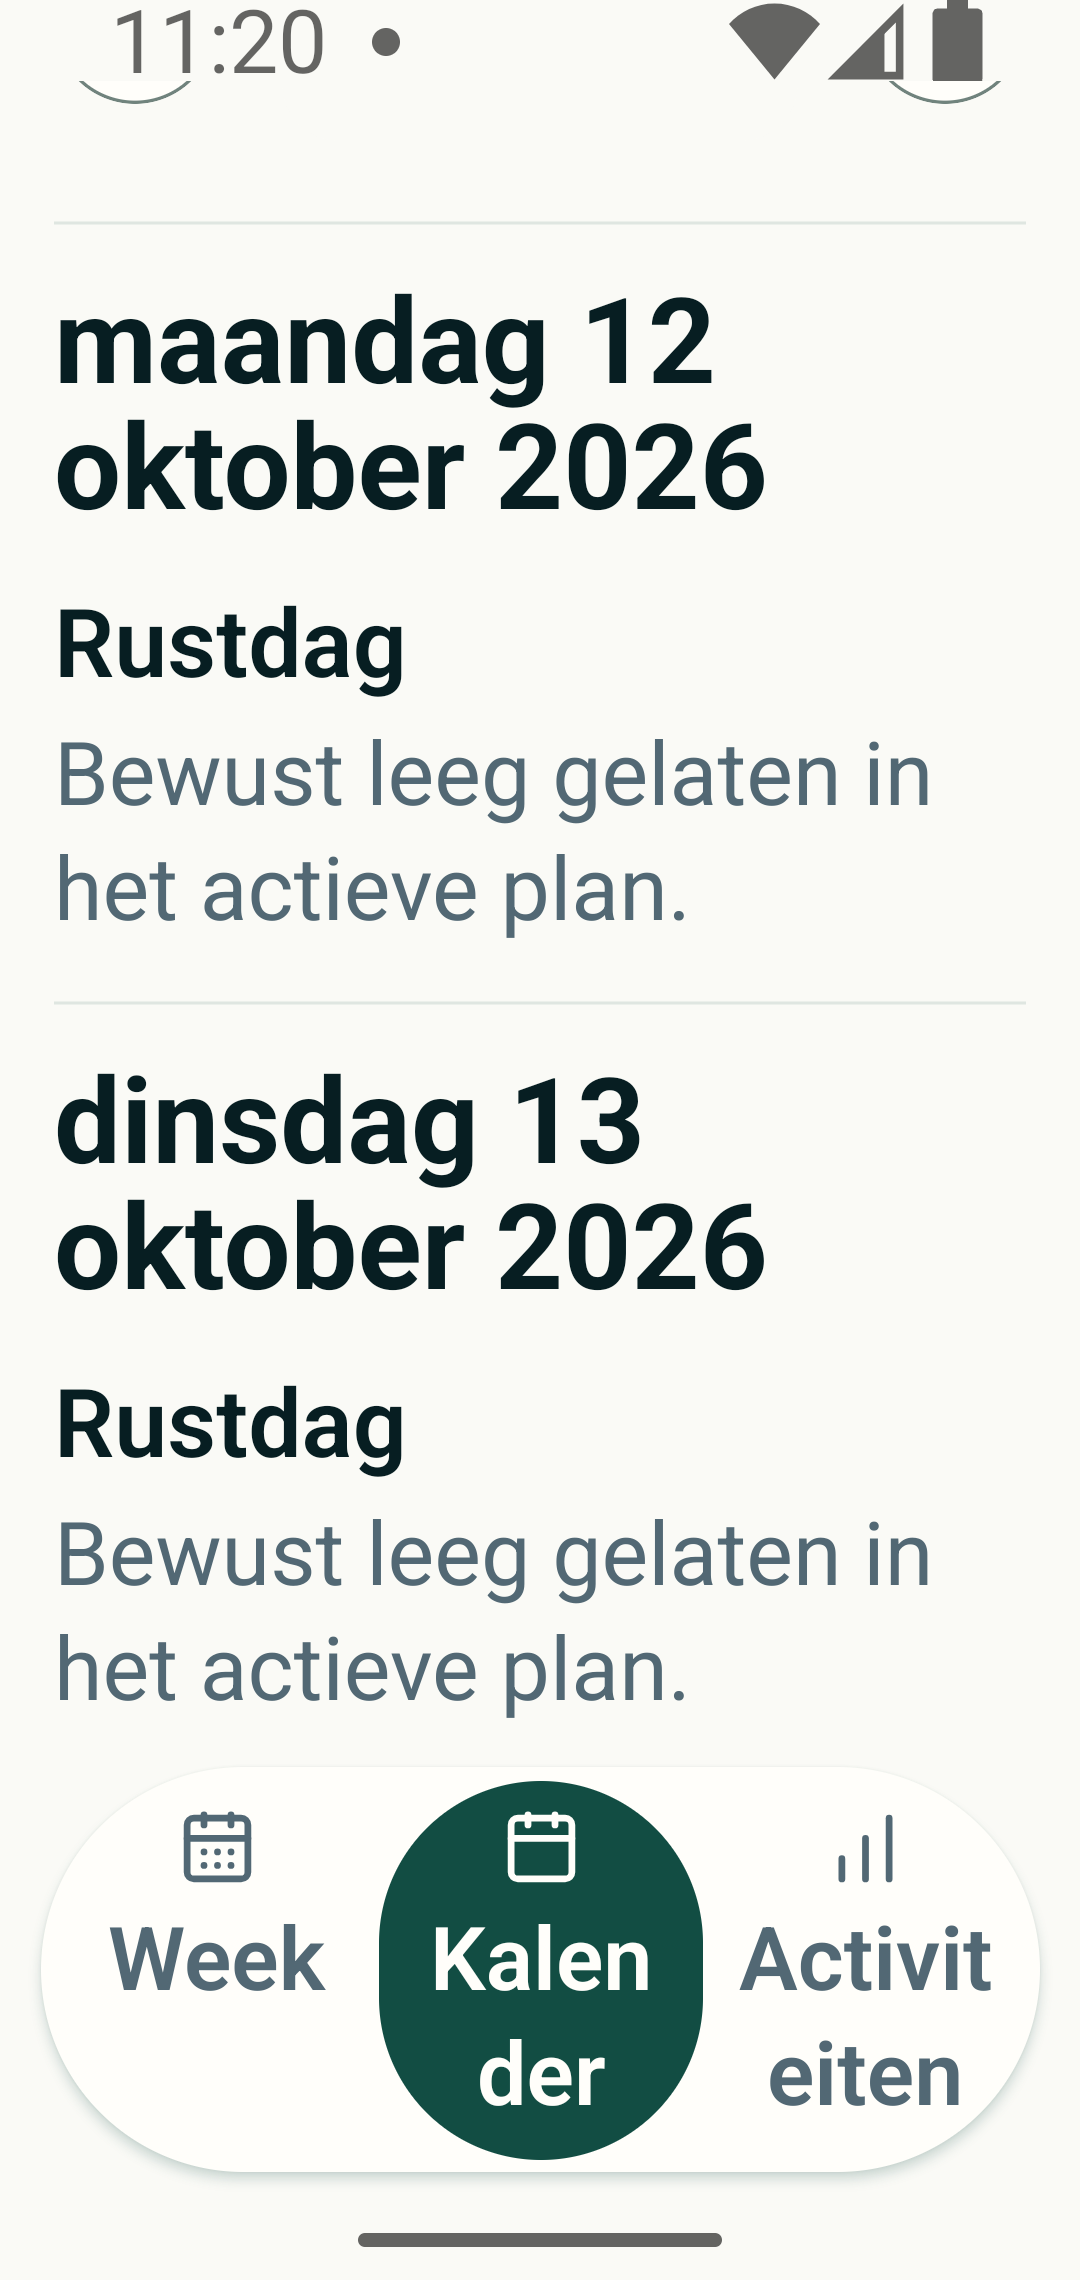 11:20
maandag 12
oktober 2026
Rustdag
Bewust leeg gelaten in
het actieve plan.
dinsdag 13
oktober 2026
Rustdag
Bewust leeg gelaten in
het actieve plan.
Week
Kalen
der
Activit
eiten